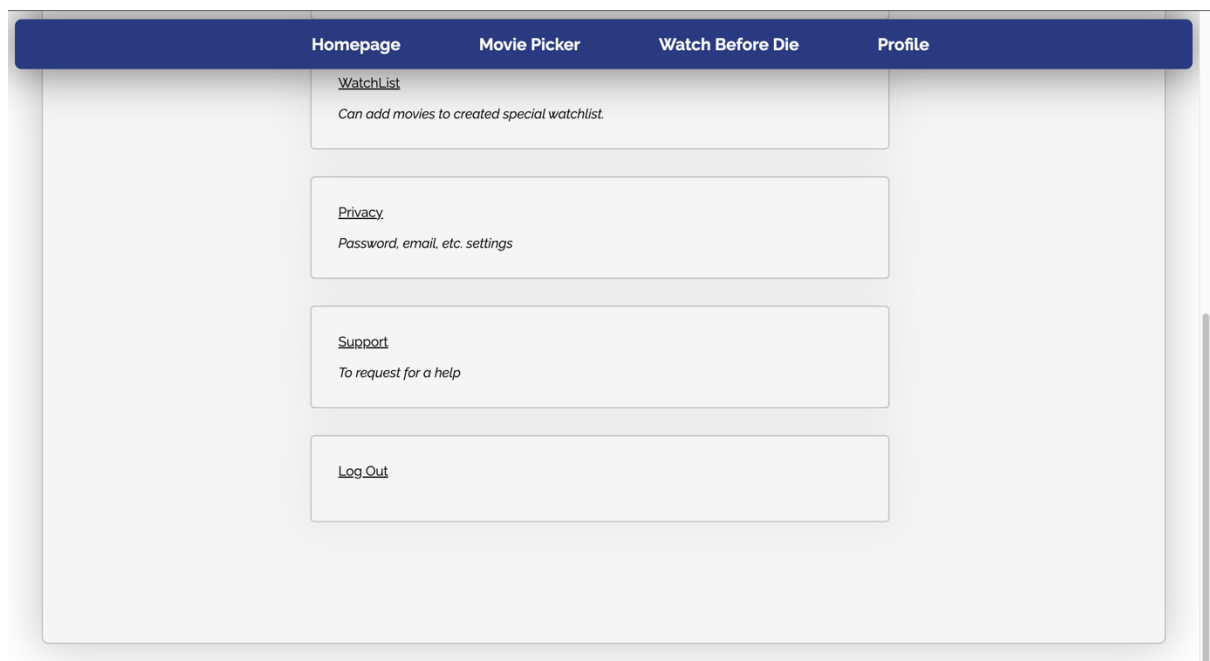 Homepage Movie Picker Watch Before Die Profile
WatchList
Can add movies to created special watchlist.
Privacy
Password, email, etc. settings
Support
To request for a help
Log Out